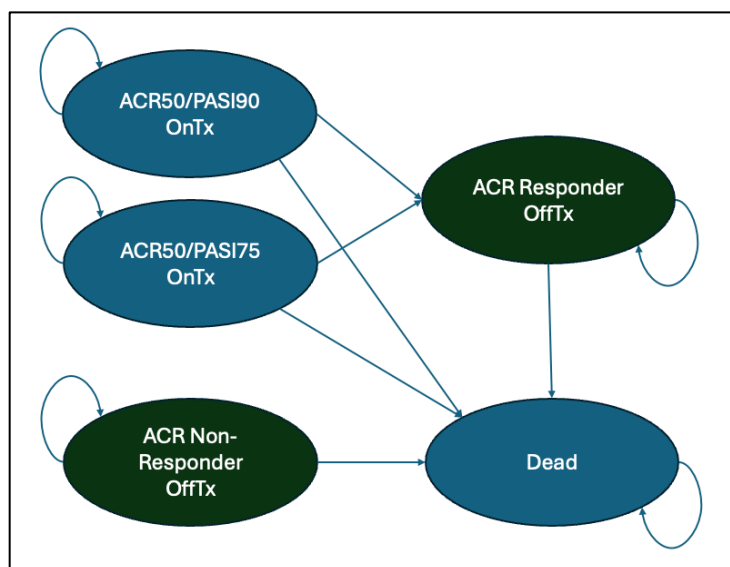 ACR50/PASI90
OnTx
ACR Responder
OffTx
ACR50/PASI75
OnTx
ACR Non-
Responder
OffTx
Dead